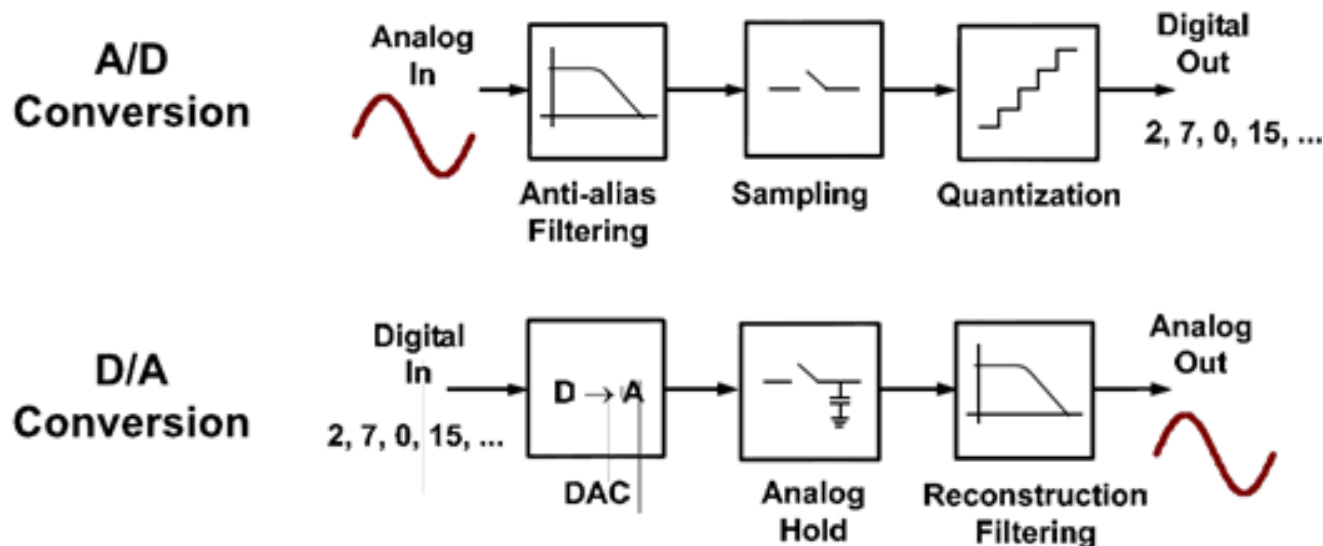 A/D
Conversion
Analog
In
Anti-alias
Filtering
Sampling
Quantization
Digital
Out
2, 7, 0, 15, ...
D/A
Conversion
Digital
In
2, 7, 0, 15, ...
D → A
DAC
Analog
Hold
Reconstruction
Filtering
Analog
Out